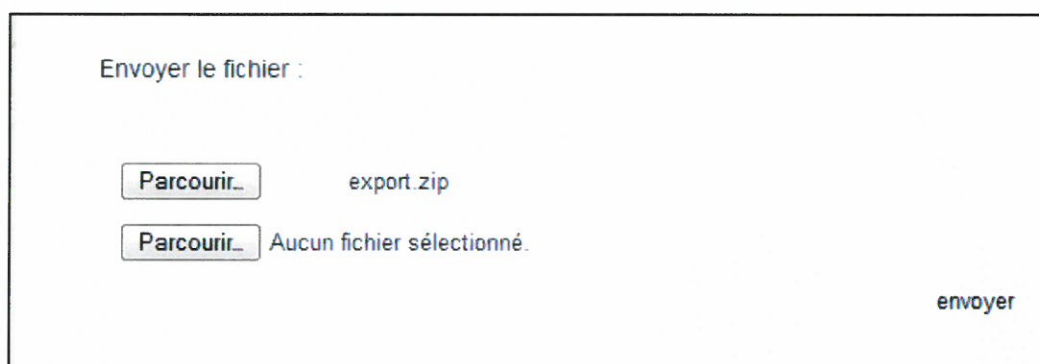 Envoyer le fichier :
Parcourir... export.zip
Parcourir... Aucun fichier sélectionné.
envoyer